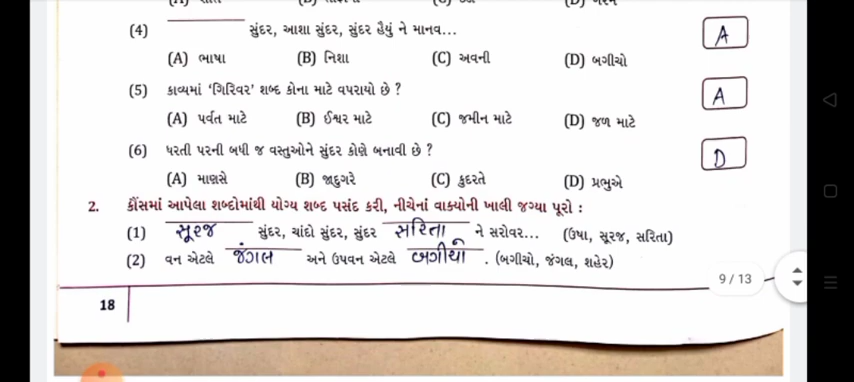 (4) ________ સુંદર, આશા સુંદર, સુંદર હૈયું ને માનવ... A
(A) ભાષા (B) નિશા (C) અવની (D) બગીચો
(5) કાવ્યમાં ‘ગિરિવર’ શબ્દ કોના માટે વપરાયો છે ? A
(A) પર્વત માટે (B) ઈશ્વર માટે (C) જમીન માટે (D) જળ માટે
(6) ધરતી પરની બધી જ વસ્તુઓને સુંદર કોણે બનાવી છે ? D
(A) માણસે (B) જાદુગરે (C) કુદરતે (D) પ્રભુએ
2. કૌંસમાં આપેલા શબ્દોમાંથી યોગ્ય શબ્દ પસંદ કરી, નીચેનાં વાક્યોની ખાલી જગ્યા પૂરો :
(1) સૂરજ સુંદર, ચાંદો સુંદર, સુંદર સરિતા ને સરોવર... (ઉષા, સૂરજ, સરિતા)
(2) વન એટલે જંગલ અને ઉપવન એટલે બગીચો . (બગીચો, જંગલ, શહેર)
9 / 13
18